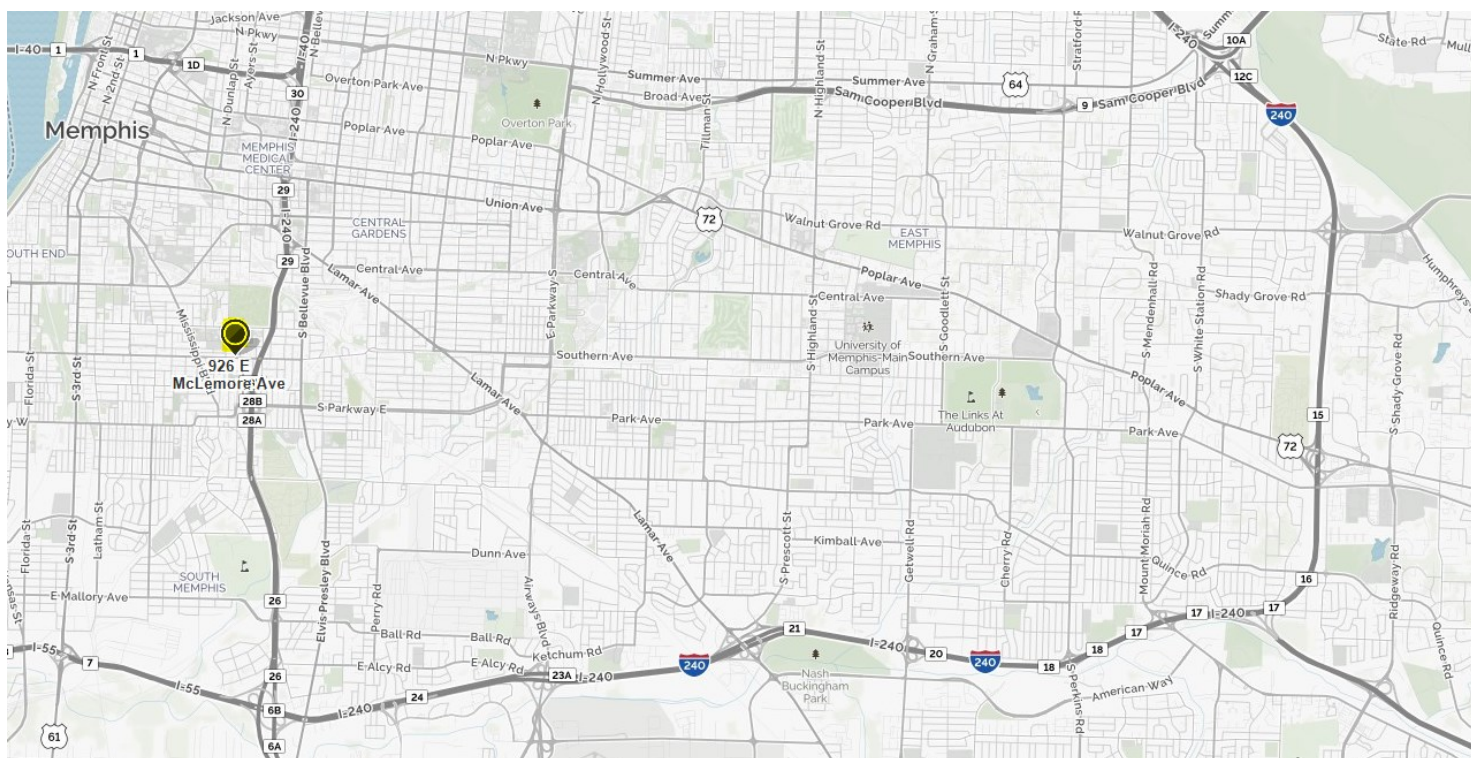 Jackson Ave
N Pkwy
I-40
1
1
1D
N Front St
N 2nd St
N Dunlap St
Ayers St
I-40
N Bellev
30
I-240
Overton Park Ave
N Pkwy
Overton Park
N Hollywood St
Summer Ave
Broad Ave
Tillman St
N Highland St
Summer Ave
Sam Cooper Blvd
N Graham St
64
Stratford R
9
Sam Cooper Blvd
I-240
Summ
10A
12C
240
State Rd
Mull
Memphis
MEMPHIS
MEDICAL
CENTER
Poplar Ave
Poplar Ave
29
I-240
Union Ave
72
Walnut Grove Rd
Walnut Grove Rd
CENTRAL
GARDENS
EAST
MEMPHIS
OUTH END
29
S Bellevue Blvd
Lamar Ave
Central Ave
Central Ave
E Parkway S
Central Ave
Poplar Ave
S Highland St
S Goodlett St
S Mendenhall Rd
S White Station Rd
Shady Grove Rd
Humphreys
Mississippi Blvd
926 E
McLemore Ave
Florida St
S 3rd St
Southern Ave
University of
Memphis-Main
Campus
Southern Ave
Poplar Ave
Lamar Ave
28B
28A
S Parkway E
y W
Park Ave
Park Ave
The Links At
Audubon
Park Ave
15
72
S Shady Grove Rd
Florida St
S 3rd St
Latham St
Lamar Ave
Dunn Ave
S Prescott St
Kimball Ave
Getwell Rd
Cherry Rd
Mount Moriah Rd
Quince Rd
16
Ridgeway Rd
Quince Rd
SOUTH
MEMPHIS
E Mallory Ave
26
Elvis Presley Blvd
Perry Rd
Airways Blvd
Ball Rd
Ball Rd
Ketchum Rd
E Alcy Rd
E Alcy Rd
23A
I-240
240
21
I-240
20
240
18
18
17
17
I-240
17
S Perkins Rd
American Way
Nash
Buckingham
Park
I-55
7
I-55
26
6B
6A
I-240
24
61